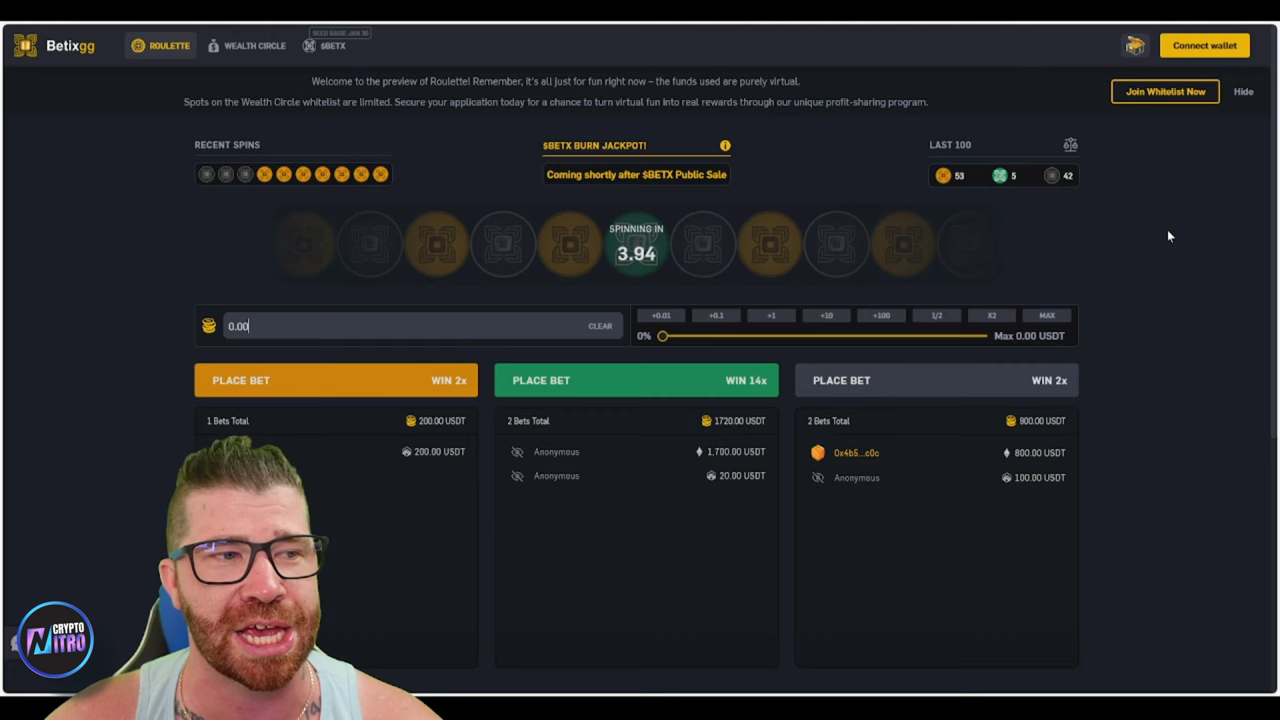 SEED RAISE JAN 30
Betixgg
ROULETTE
WEALTH CIRCLE
$BETX
Connect wallet
Welcome to the preview of Roulette! Remember, it's all just for fun right now – the funds used are purely virtual.
Spots on the Wealth Circle whitelist are limited. Secure your application today for a chance to turn virtual fun into real rewards through our unique profit-sharing program.
Join Whitelist Now
Hide
RECENT SPINS
$BETX BURN JACKPOT!
LAST 100
Coming shortly after $BETX Public Sale
53
5
42
SPINNING IN
3.94
0.00
CLEAR
+0.01
+0.1
+1
+10
+100
1/2
X2
MAX
0%
Max 0.00 USDT
PLACE BET
WIN 2x
PLACE BET
WIN 14x
PLACE BET
WIN 2x
1 Bets Total
200.00 USDT
2 Bets Total
1720.00 USDT
2 Bets Total
900.00 USDT
200.00 USDT
Anonymous
1,700.00 USDT
0x4b5...c0c
800.00 USDT
Anonymous
20.00 USDT
Anonymous
100.00 USDT
CRYPTO
NITRO